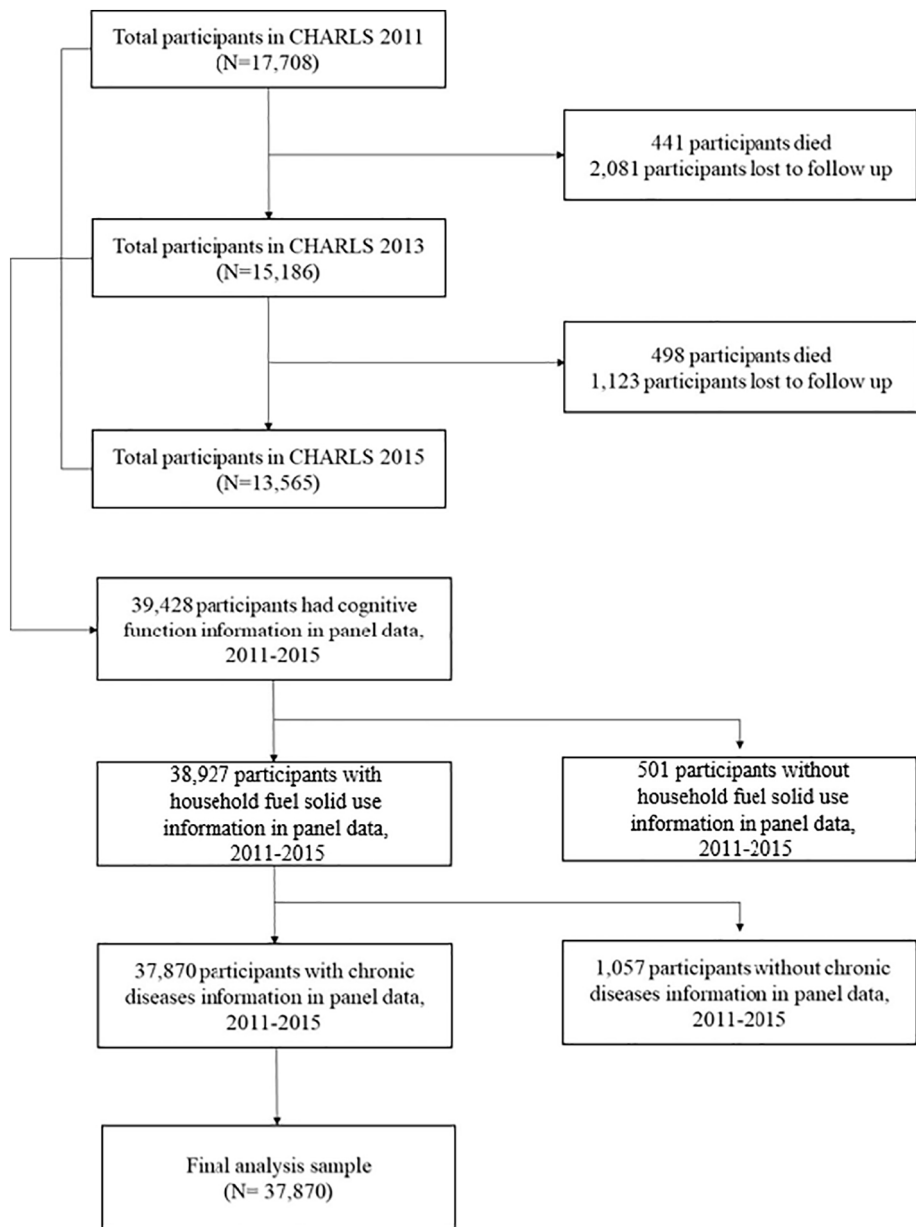 Total participants in CHARLS 2011
(N=17,708)
441 participants died
2,081 participants lost to follow up
Total participants in CHARLS 2013
(N=15,186)
498 participants died
1,123 participants lost to follow up
Total participants in CHARLS 2015
(N=13,565)
39,428 participants had cognitive
function information in panel data,
2011-2015
38,927 participants with
household fuel solid use
information in panel data,
2011-2015
501 participants without
household fuel solid use
information in panel data,
2011-2015
37,870 participants with chronic
diseases information in panel data,
2011-2015
1,057 participants without chronic
diseases information in panel data,
2011-2015
Final analysis sample
(N= 37,870)